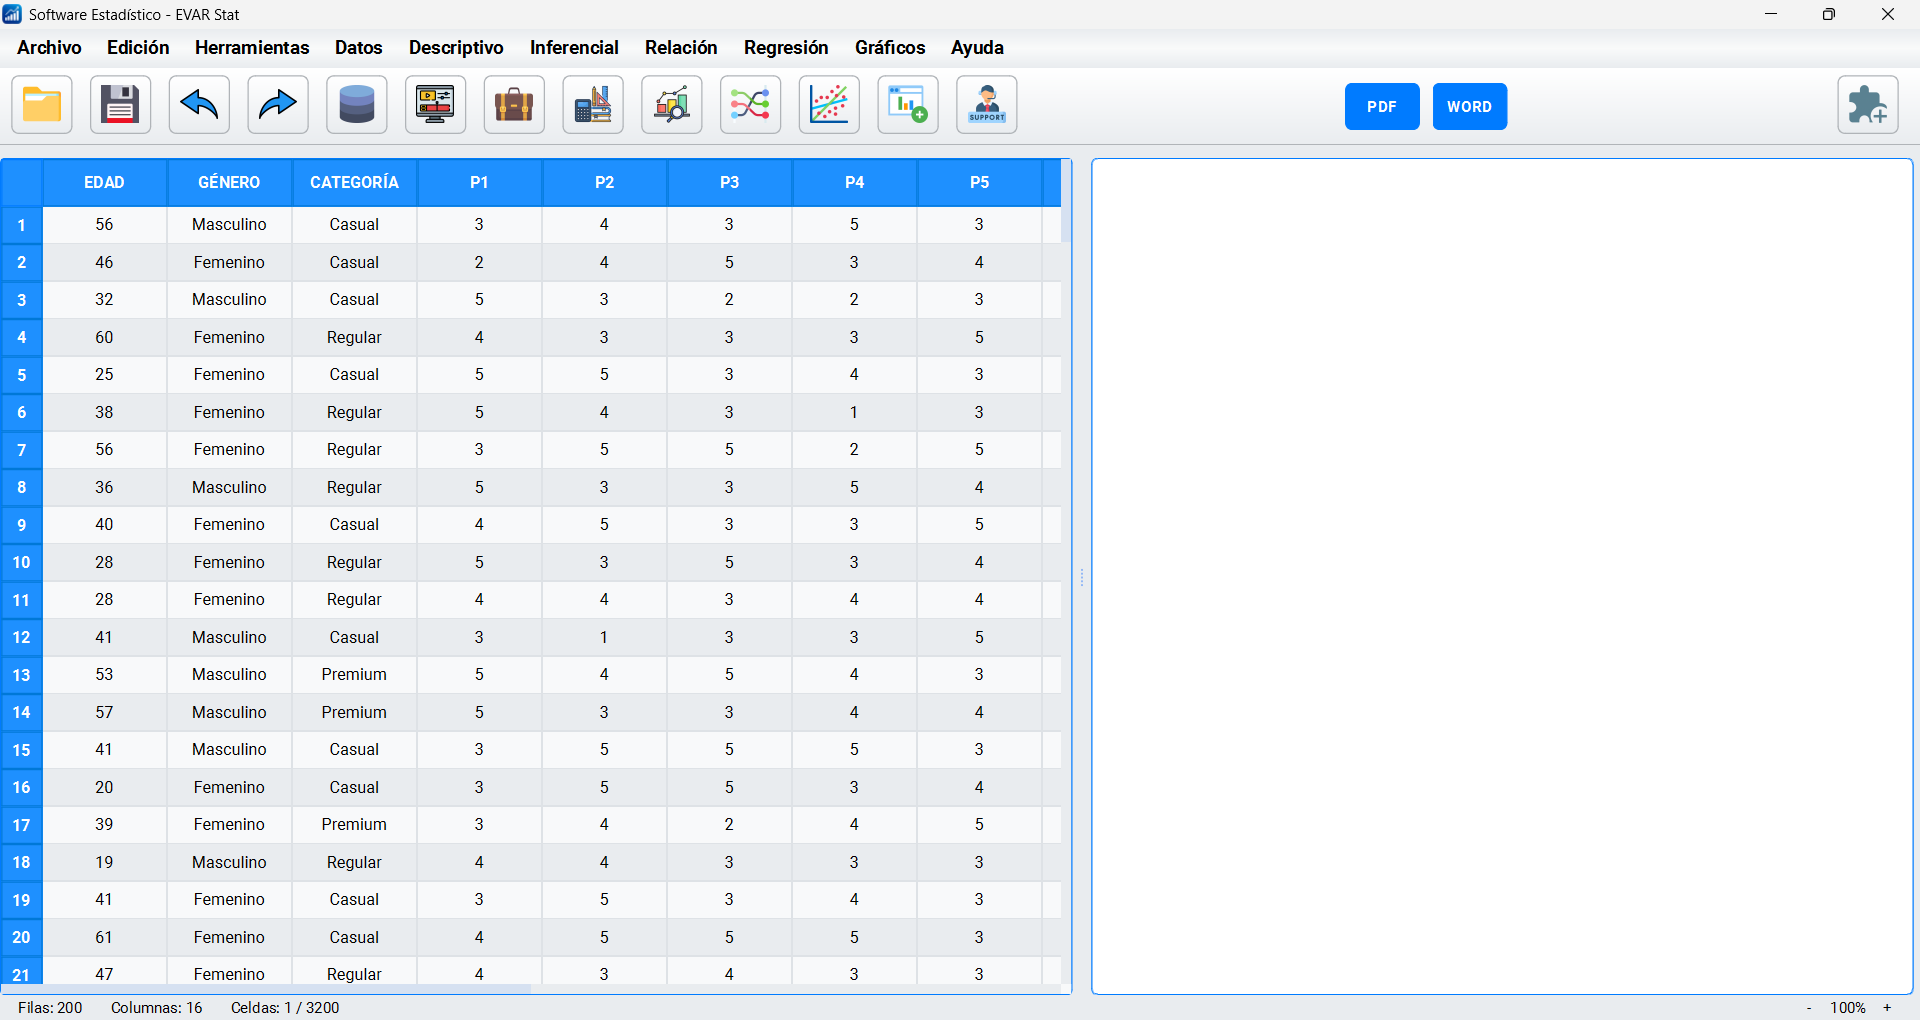 Software Estadístico - EVAR Stat
Archivo Edición Herramientas Datos Descriptivo Inferencial Relación Regresión Gráficos Ayuda
SUPPORT PDF WORD
EDAD GÉNERO CATEGORÍA P1 P2 P3 P4 P5
1 56 Masculino Casual 3 4 3 5 3
2 46 Femenino Casual 2 4 5 3 4
3 32 Masculino Casual 5 3 2 2 3
4 60 Femenino Regular 4 3 3 3 5
5 25 Femenino Casual 5 5 3 4 3
6 38 Femenino Regular 5 4 3 1 3
7 56 Femenino Regular 3 5 5 2 5
8 36 Masculino Regular 5 3 3 5 4
9 40 Femenino Casual 4 5 3 3 5
10 28 Femenino Regular 5 3 5 3 4
11 28 Femenino Regular 4 4 3 4 4
12 41 Masculino Casual 3 1 3 3 5
13 53 Masculino Premium 5 4 5 4 3
14 57 Masculino Premium 5 3 3 4 4
15 41 Masculino Casual 3 5 5 5 3
16 20 Femenino Casual 3 5 5 3 4
17 39 Femenino Premium 3 4 2 4 5
18 19 Masculino Regular 4 4 3 3 3
19 41 Femenino Casual 3 5 3 4 3
20 61 Femenino Casual 4 5 5 5 3
21 47 Femenino Regular 4 3 4 3 3
Filas: 200 Columnas: 16 Celdas: 1 / 3200 - 100% +